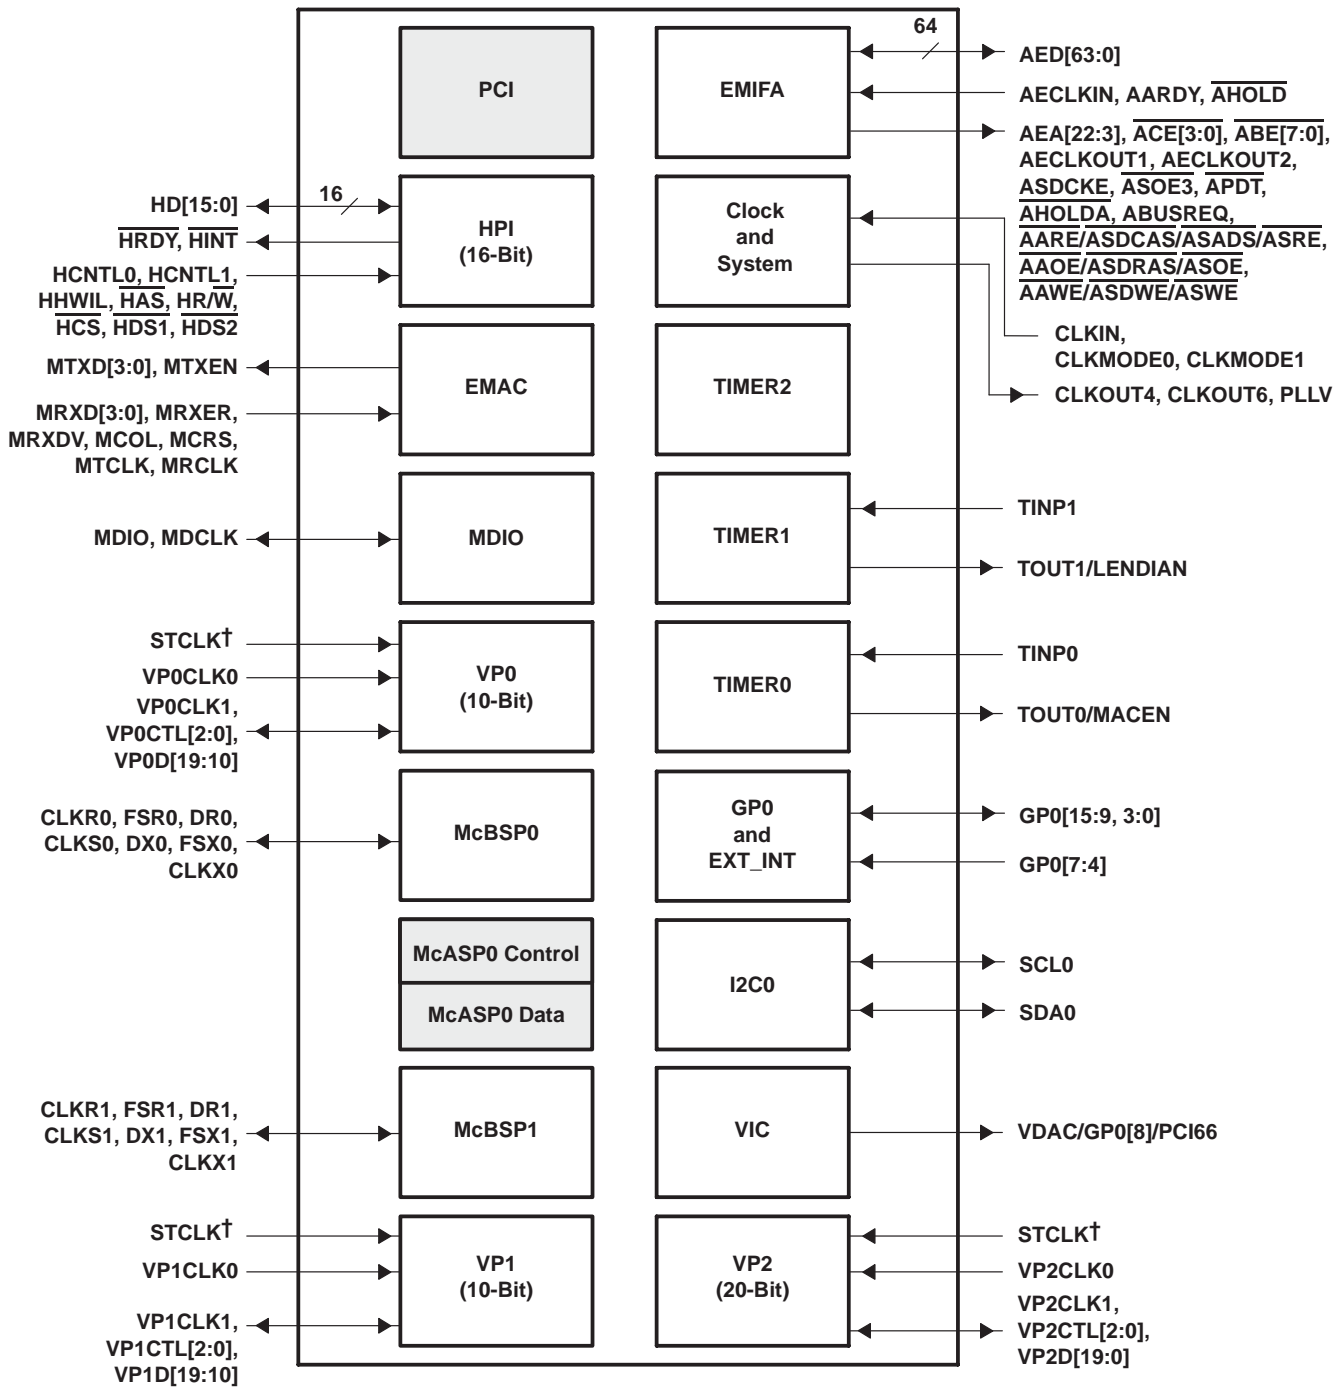 PCI
EMIFA
64
AED[63:0]
AECLKIN, AARDY, AHOLD
AEA[22:3], ACE[3:0], ABE[7:0],
AECLKOUT1, AECLKOUT2,
ASDCKE, ASOE3, APDT,
AHOLDA, ABUSREQ,
AARE/ASDCAS/ASADS/ASRE,
AAOE/ASDRAS/ASOE,
AAWE/ASDWE/ASWE
HD[15:0]
16
HRDY, HINT
HCNTL0, HCNTL1,
HHWIL, HAS, HR/W,
HCS, HDS1, HDS2
HPI
(16-Bit)
Clock
and
System
CLKIN,
CLKMODE0, CLKMODE1
CLKOUT4, CLKOUT6, PLLV
MTXD[3:0], MTXEN
MRXD[3:0], MRXER,
MRXDV, MCOL, MCRS,
MTCLK, MRCLK
EMAC
TIMER2
MDIO, MDCLK
MDIO
TIMER1
TINP1
TOUT1/LENDIAN
STCLK†
VP0CLK0
VP0CLK1,
VP0CTL[2:0],
VP0D[19:10]
VP0
(10-Bit)
TIMER0
TINP0
TOUT0/MACEN
CLKR0, FSR0, DR0,
CLKS0, DX0, FSX0,
CLKX0
McBSP0
GP0
and
EXT_INT
GP0[15:9, 3:0]
GP0[7:4]
McASP0 Control
McASP0 Data
I2C0
SCL0
SDA0
CLKR1, FSR1, DR1,
CLKS1, DX1, FSX1,
CLKX1
McBSP1
VIC
VDAC/GP0[8]/PCI66
STCLK†
VP1CLK0
VP1CLK1,
VP1CTL[2:0],
VP1D[19:10]
VP1
(10-Bit)
VP2
(20-Bit)
STCLK†
VP2CLK0
VP2CLK1,
VP2CTL[2:0],
VP2D[19:0]